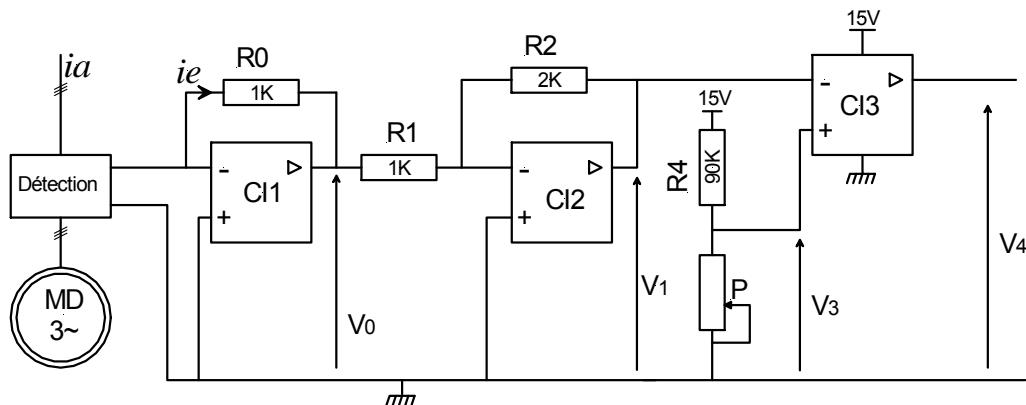 15V
ia
ie
R0
1K
R2
2K
-
+
CI3
15V
R1
1K
R4
90K
Détection
-
+
CI1
-
+
CI2
MD
3~
V0
V1
P
V3
V4